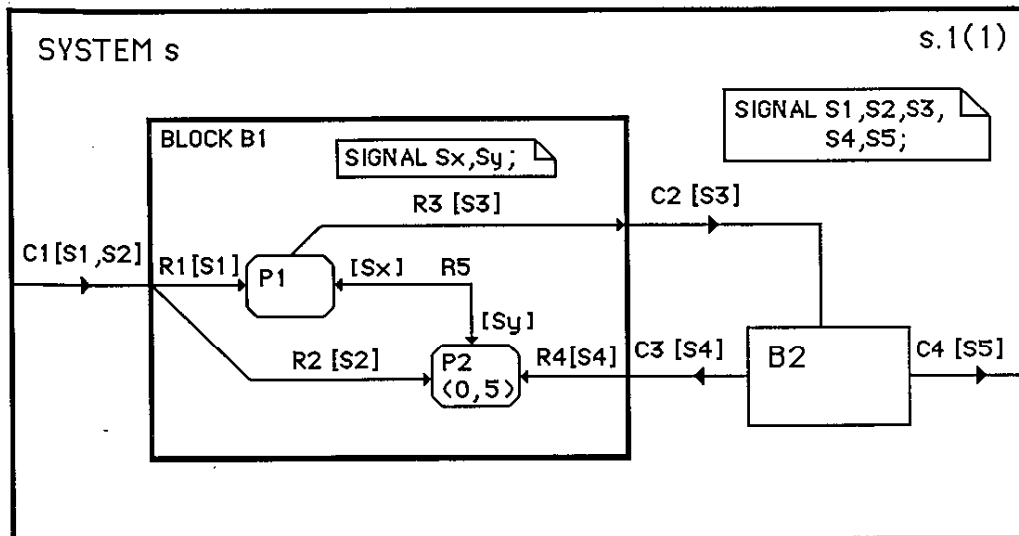 SYSTEM s
s.1(1)
SIGNAL S1,S2,S3,
S4,S5;
BLOCK B1
SIGNAL Sx,Sy;
R3 [S3]
C2 [S3]
C1[S1,S2]
R1[S1]
P1
[Sx]
R5
[Sy]
R2 [S2]
P2
(0,5)
R4[S4]
C3 [S4]
B2
C4 [S5]